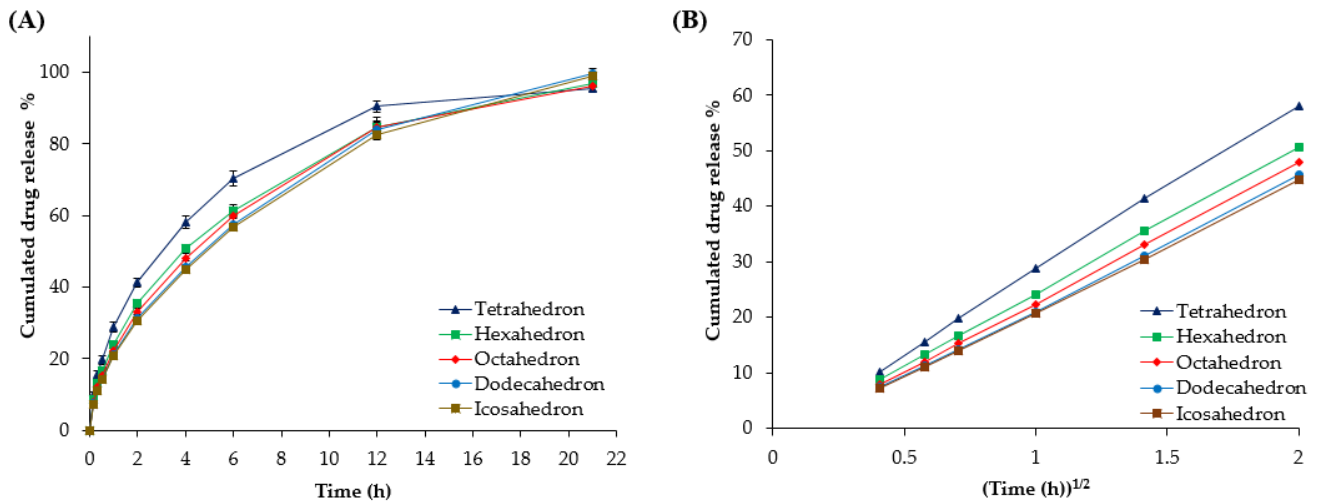 (A)
Cumulated drug release %
100
80
60
40
20
0
0 2 4 6 8 10 12 14 16 18 20 22
Time (h)
Tetrahedron
Hexahedron
Octahedron
Dodecahedron
Icosahedron
(B)
Cumulated drug release %
70
60
50
40
30
20
10
0
0 0.5 1 1.5 2
(Time (h))^1/2
Tetrahedron
Hexahedron
Octahedron
Dodecahedron
Icosahedron